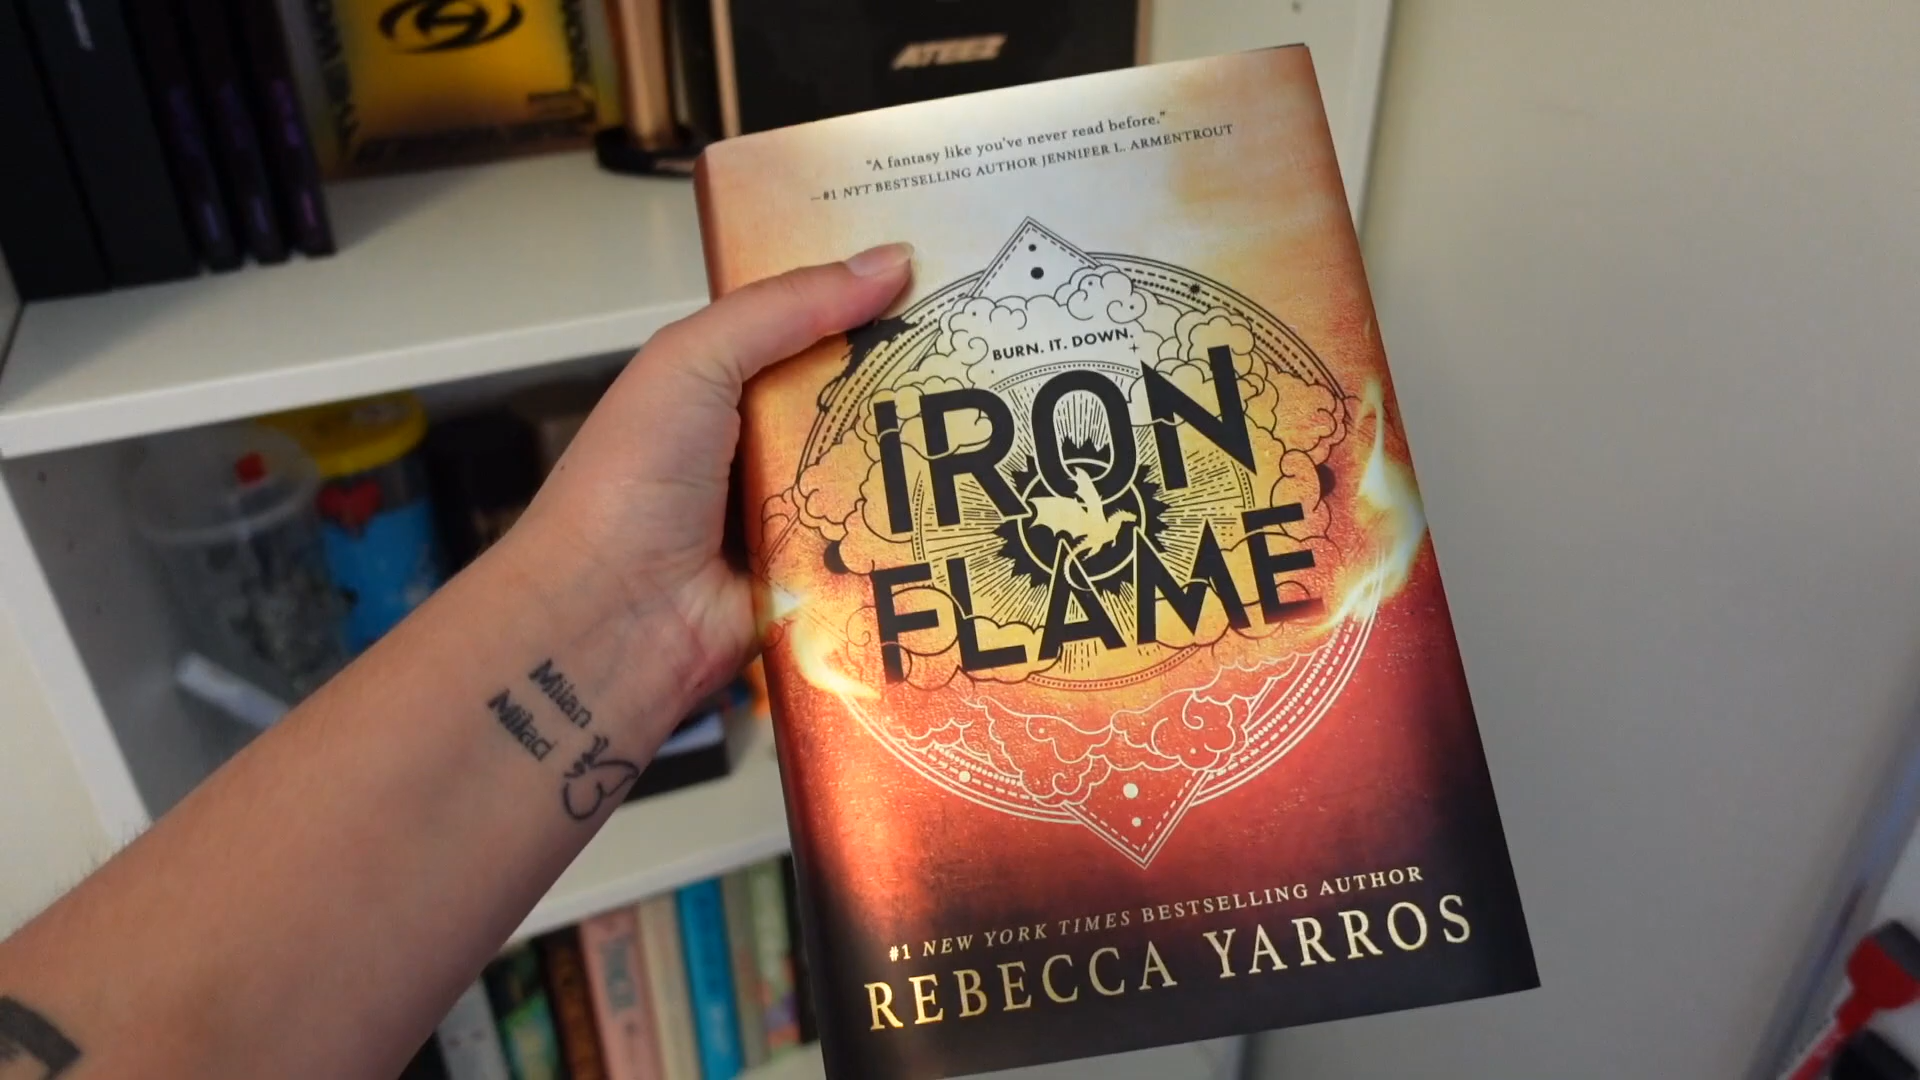 ATEEZ
"A fantasy like you've never read before."
—#1 NYT BESTSELLING AUTHOR JENNIFER L. ARMENTROUT
BURN. IT. DOWN.
IRON
FLAME
Milan
Milad
#1 NEW YORK TIMES BESTSELLING AUTHOR
REBECCA YARROS